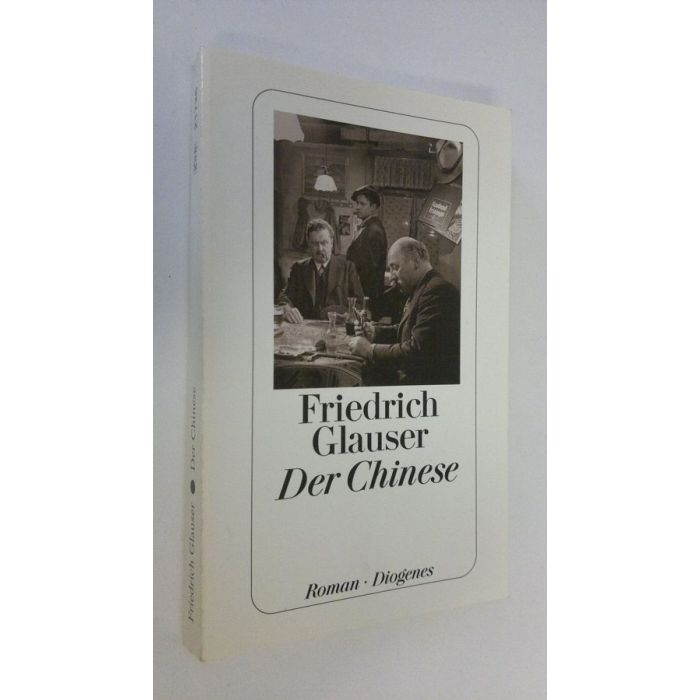 Friedrich
Glauser
Der Chinese
Roman · Diogenes
Friedrich Glauser ● Der Chinese